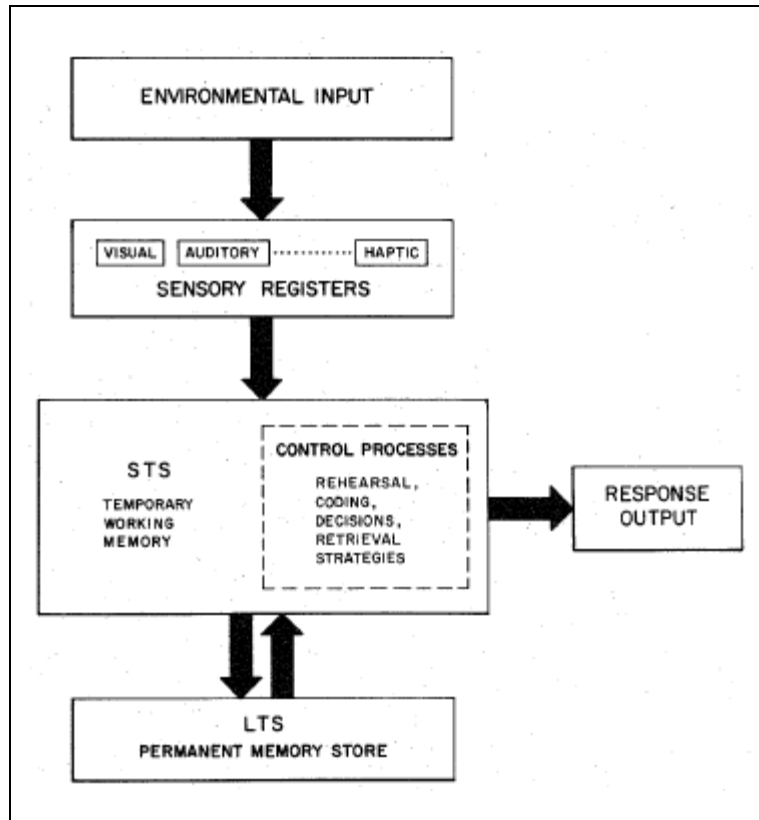 ENVIRONMENTAL INPUT
VISUAL AUDITORY HAPTIC
SENSORY REGISTERS
STS
TEMPORARY
WORKING
MEMORY
CONTROL PROCESSES
REHEARSAL,
CODING,
DECISIONS,
RETRIEVAL
STRATEGIES
RESPONSE
OUTPUT
LTS
PERMANENT MEMORY STORE